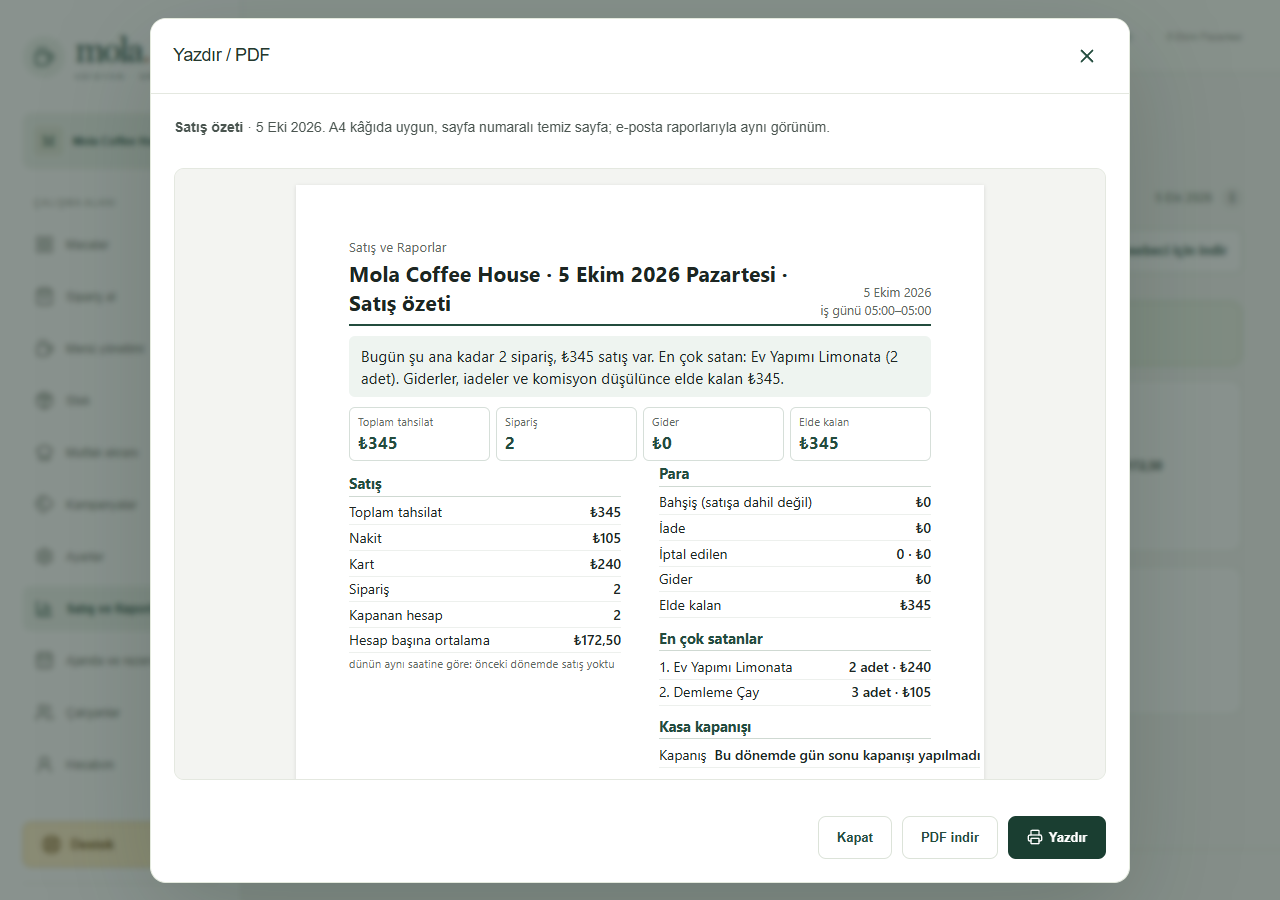 mola.
Mola Coffee Ho
Yazdır / PDF
Satış özeti · 5 Eki 2026. A4 kâğıda uygun, sayfa numaralı temiz sayfa; e-posta raporlarıyla aynı görünüm.
Satış ve Raporlar
Mola Coffee House · 5 Ekim 2026 Pazartesi ·
Satış özeti
5 Ekim 2026
iş günü 05:00–05:00
Bugün şu ana kadar 2 sipariş, ₺345 satış var. En çok satan: Ev Yapımı Limonata (2
adet). Giderler, iadeler ve komisyon düşülünce elde kalan ₺345.
Toplam tahsilat
₺345
Sipariş
2
Gider
₺0
Elde kalan
₺345
Satış
Toplam tahsilat ₺345
Nakit ₺105
Kart ₺240
Sipariş 2
Kapanan hesap 2
Hesap başına ortalama ₺172,50
dünün aynı saatine göre: önceki dönemde satış yoktu
Para
Bahşiş (satışa dahil değil) ₺0
İade ₺0
İptal edilen 0 · ₺0
Gider ₺0
Elde kalan ₺345
En çok satanlar
1. Ev Yapımı Limonata 2 adet · ₺240
2. Demleme Çay 3 adet · ₺105
Kasa kapanışı
Kapanış Bu dönemde gün sonu kapanışı yapılmadı
Kapat
PDF indir
Yazdır